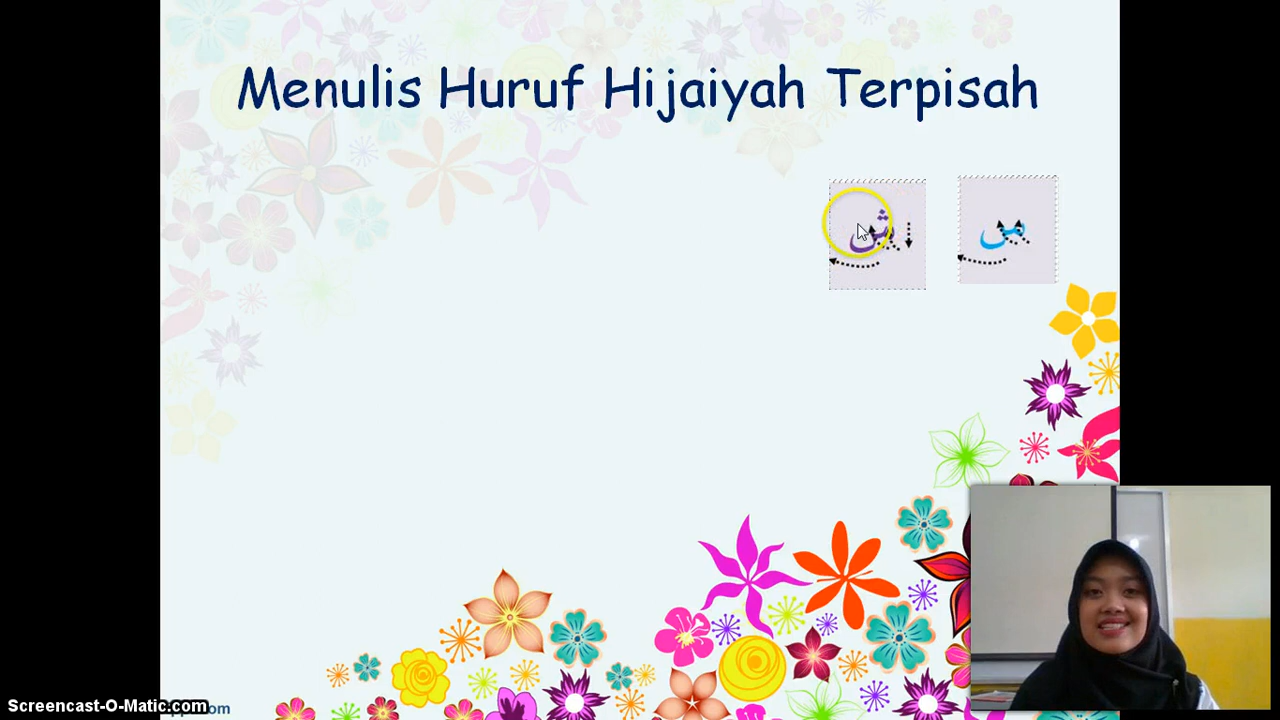 Menulis Huruf Hijaiyah Terpisah
س
ش
Screencast-O-Matic.com